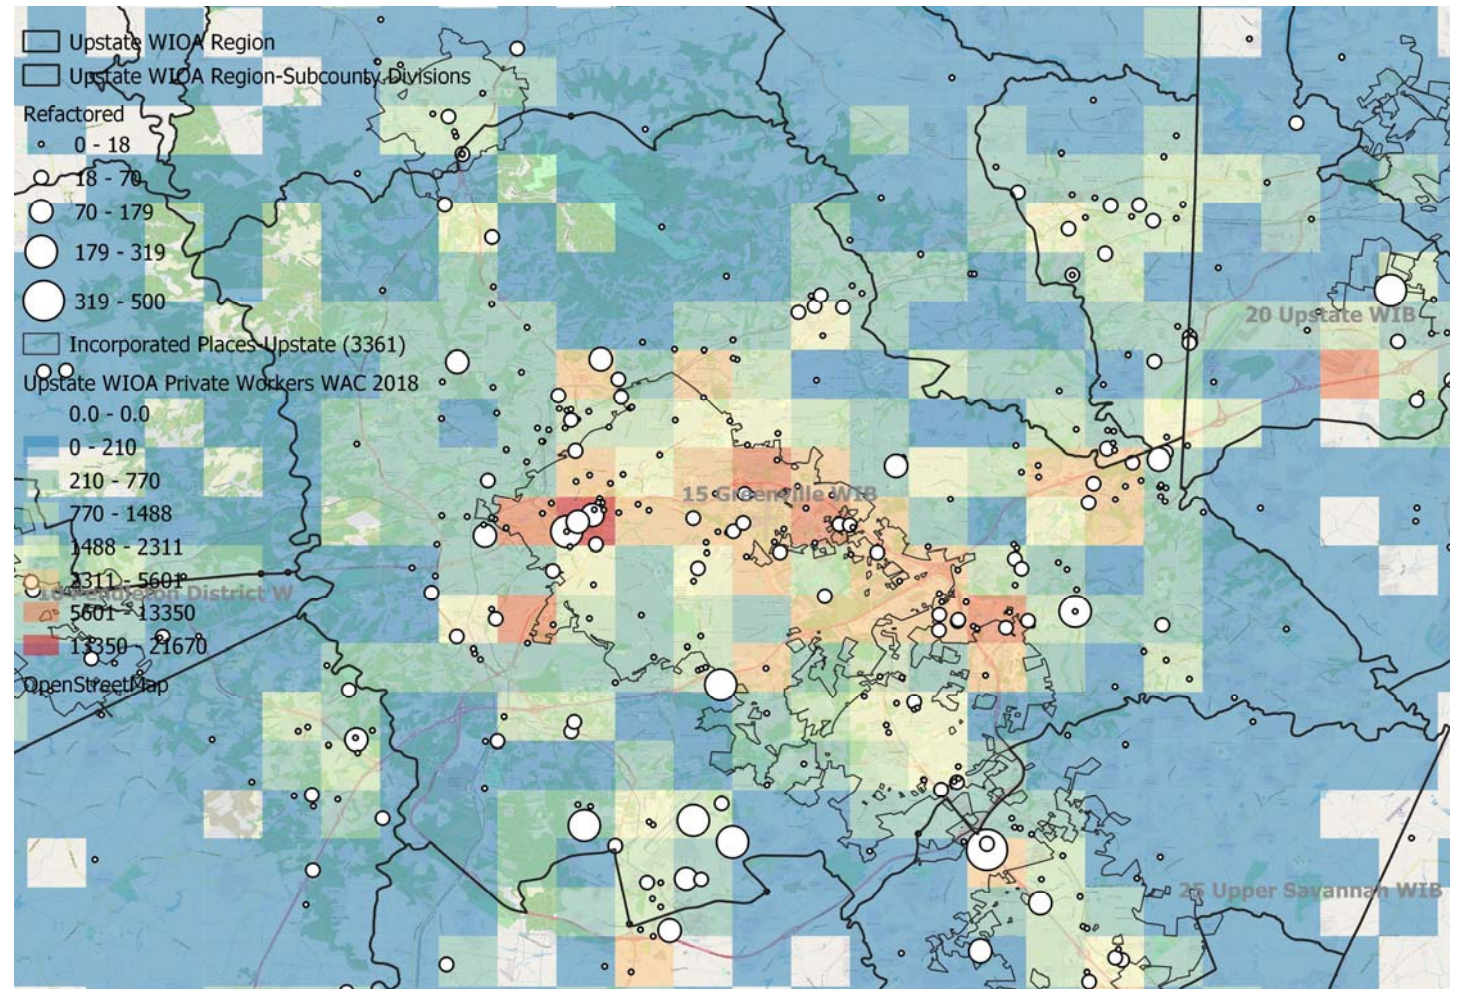 Upstate WIOA Region
Upstate WIOA Region-Subcounty Divisions
Refactored
0 - 18
18 - 70
70 - 179
179 - 319
319 - 500
Incorporated Places-Upstate (3361)
Upstate WIOA Private Workers WAC 2018
0.0 - 0.0
0 - 210
210 - 770
770 - 1488
1488 - 2311
2311 - 5601
5601 - 13350
13350 - 21670
OpenStreetMap
20 Upstate WIB
15 Greenville WIB
Pendleton District W
25 Upper Savannah WIB